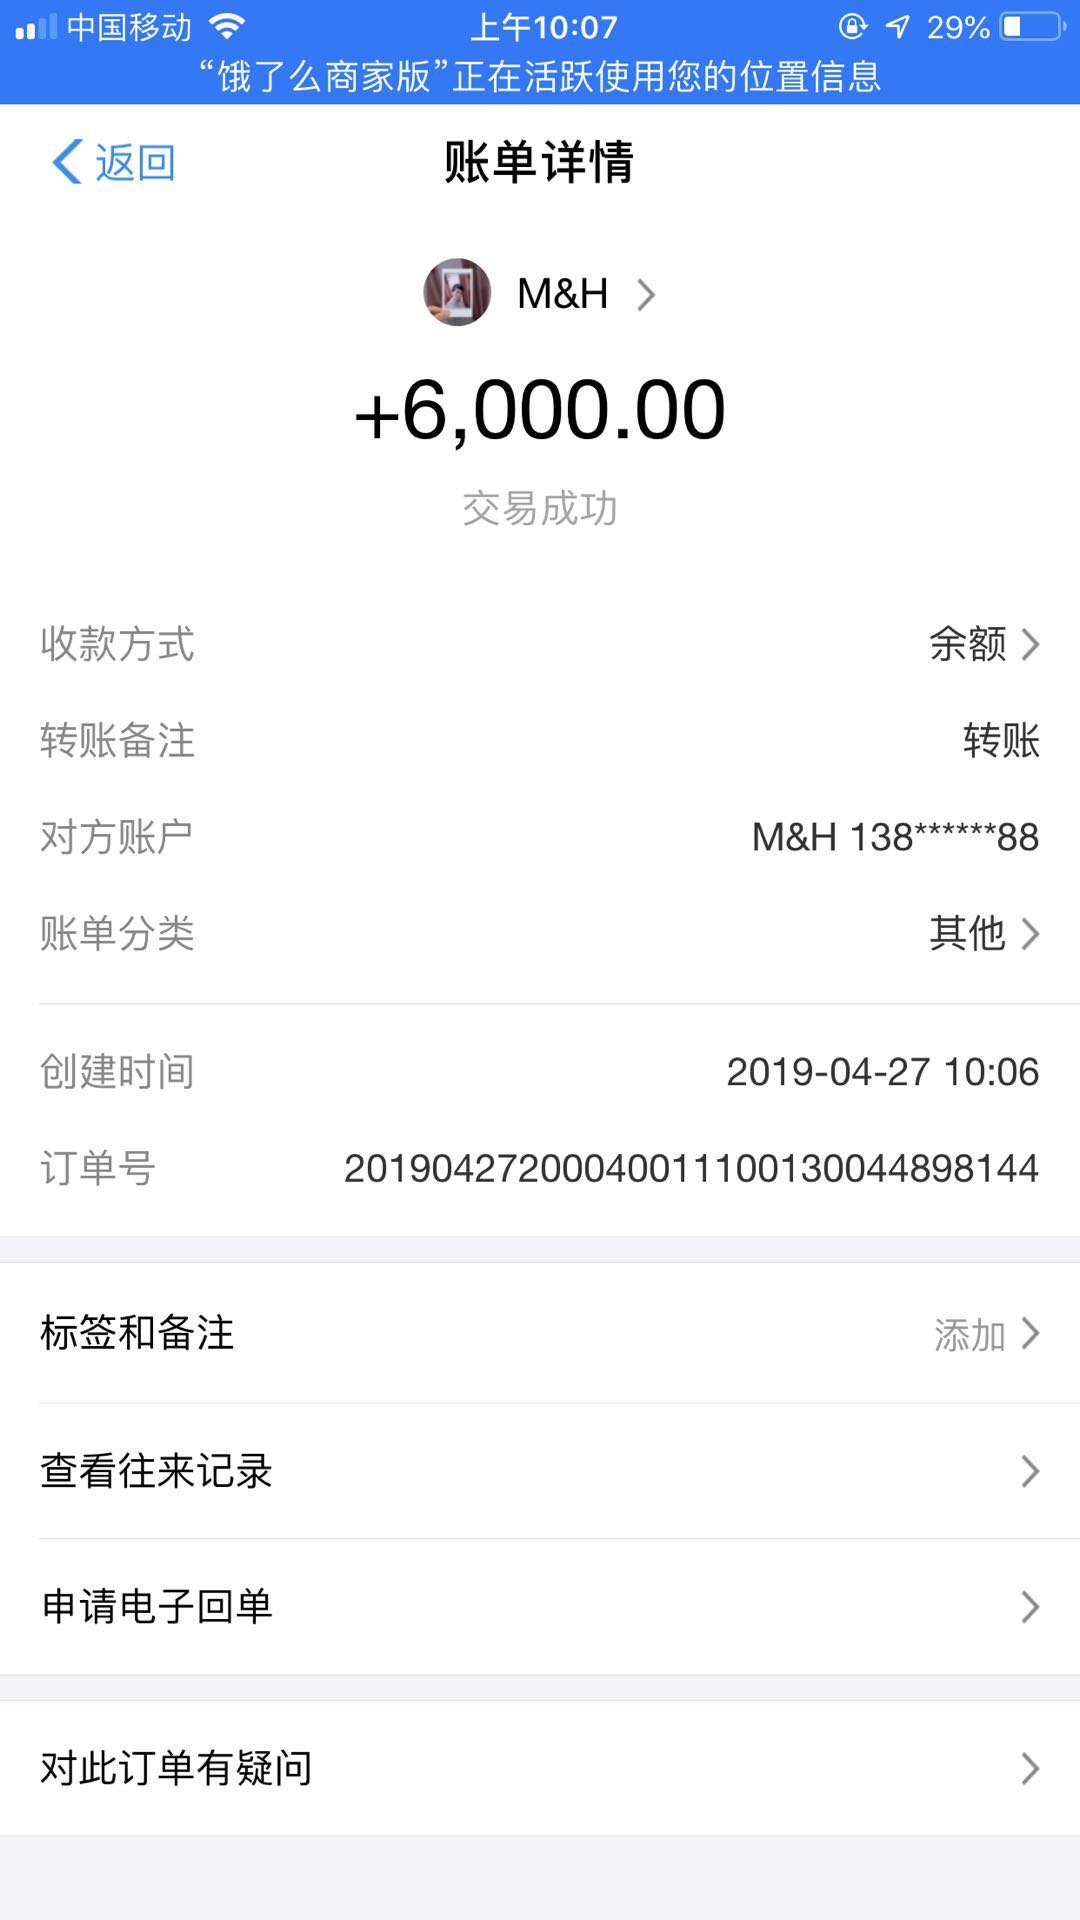 中国移动 上午10:07 29%
“饿了么商家版”正在活跃使用您的位置信息
返回 账单详情
M&H
+6,000.00
交易成功
收款方式 余额
转账备注 转账
对方账户 M&H 138******88
账单分类 其他
创建时间 2019-04-27 10:06
订单号 20190427200040011100130044898144
标签和备注 添加
查看往来记录
申请电子回单
对此订单有疑问